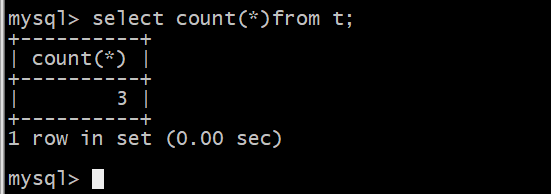 mysql> select count(*)from t;
+----------+
| count(*) |
+----------+
|        3 |
+----------+
1 row in set (0.00 sec)
mysql>